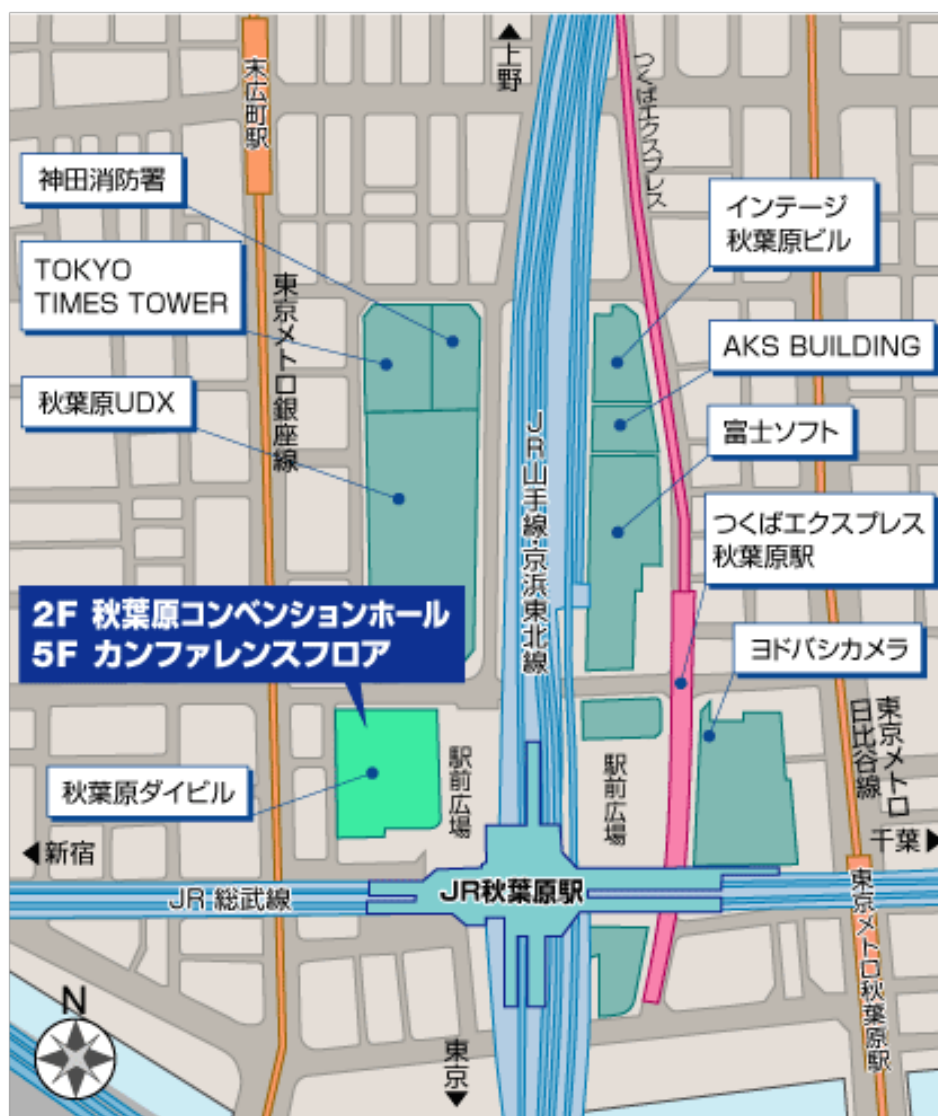 上野
末広町駅
つくばエクスプレス
神田消防署
インテージ
秋葉原ビル
TOKYO
TIMES TOWER
東京メトロ銀座線
AKS BUILDING
秋葉原UDX
JR山手線・京浜東北線
富士ソフト
つくばエクスプレス
秋葉原駅
2F 秋葉原コンベンションホール
5F カンファレンスフロア
ヨドバシカメラ
東京メトロ
日比谷線
秋葉原ダイビル
駅前広場
駅前広場
新宿
千葉
JR 総武線
JR秋葉原駅
東京メトロ秋葉原駅
N
東京